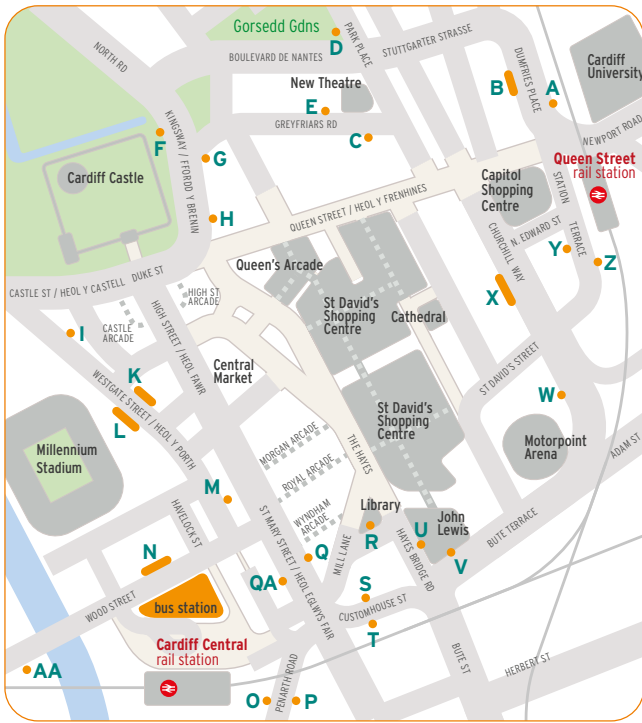 Gorsedd Gdns
D
PARK PLACE
STUTTGARTER STRASSE
NORTH RD
BOULEVARD DE NANTES
DUMFRIES PLACE
Cardiff
University
New Theatre
B
A
E
GREYFRIARS RD
NEWPORT ROAD
F
KINGSWAY / FFORDD Y BRENIN
C
G
Queen Street
rail station
Cardiff Castle
Capitol
Shopping
Centre
STATION
TERRACE
QUEEN STREET / HEOL Y FRENHINES
H
N. EDWARD ST
CHURCHILL WAY
Y
Z
Queen's Arcade
CASTLE ST / HEOL Y CASTELL
DUKE ST
HIGH ST
ARCADE
X
St David's
Shopping
Centre
Cathedral
I
CASTLE
ARCADE
HIGH STREET / HEOL FAWR
ST DAVID'S STREET
Central
Market
K
W
WESTGATE STREET / HEOL Y PORTH
L
St David's
Shopping
Centre
Motorpoint
Arena
Millennium
Stadium
MORGAN ARCADE
THE HAYES
ADAM ST
ROYAL ARCADE
M
Library
John
Lewis
WYNDHAM
ARCADE
HAVELOCK ST
ST MARY STREET / HEOL EGLWYS FAIR
MILL LANE
R
U
V
BUTE TERRACE
HAYES BRIDGE RD
N
Q
QA
S
WOOD STREET
bus station
CUSTOMHOUSE ST
T
Cardiff Central
rail station
BUTE ST
HERBERT ST
AA
O
PENARTH ROAD
P